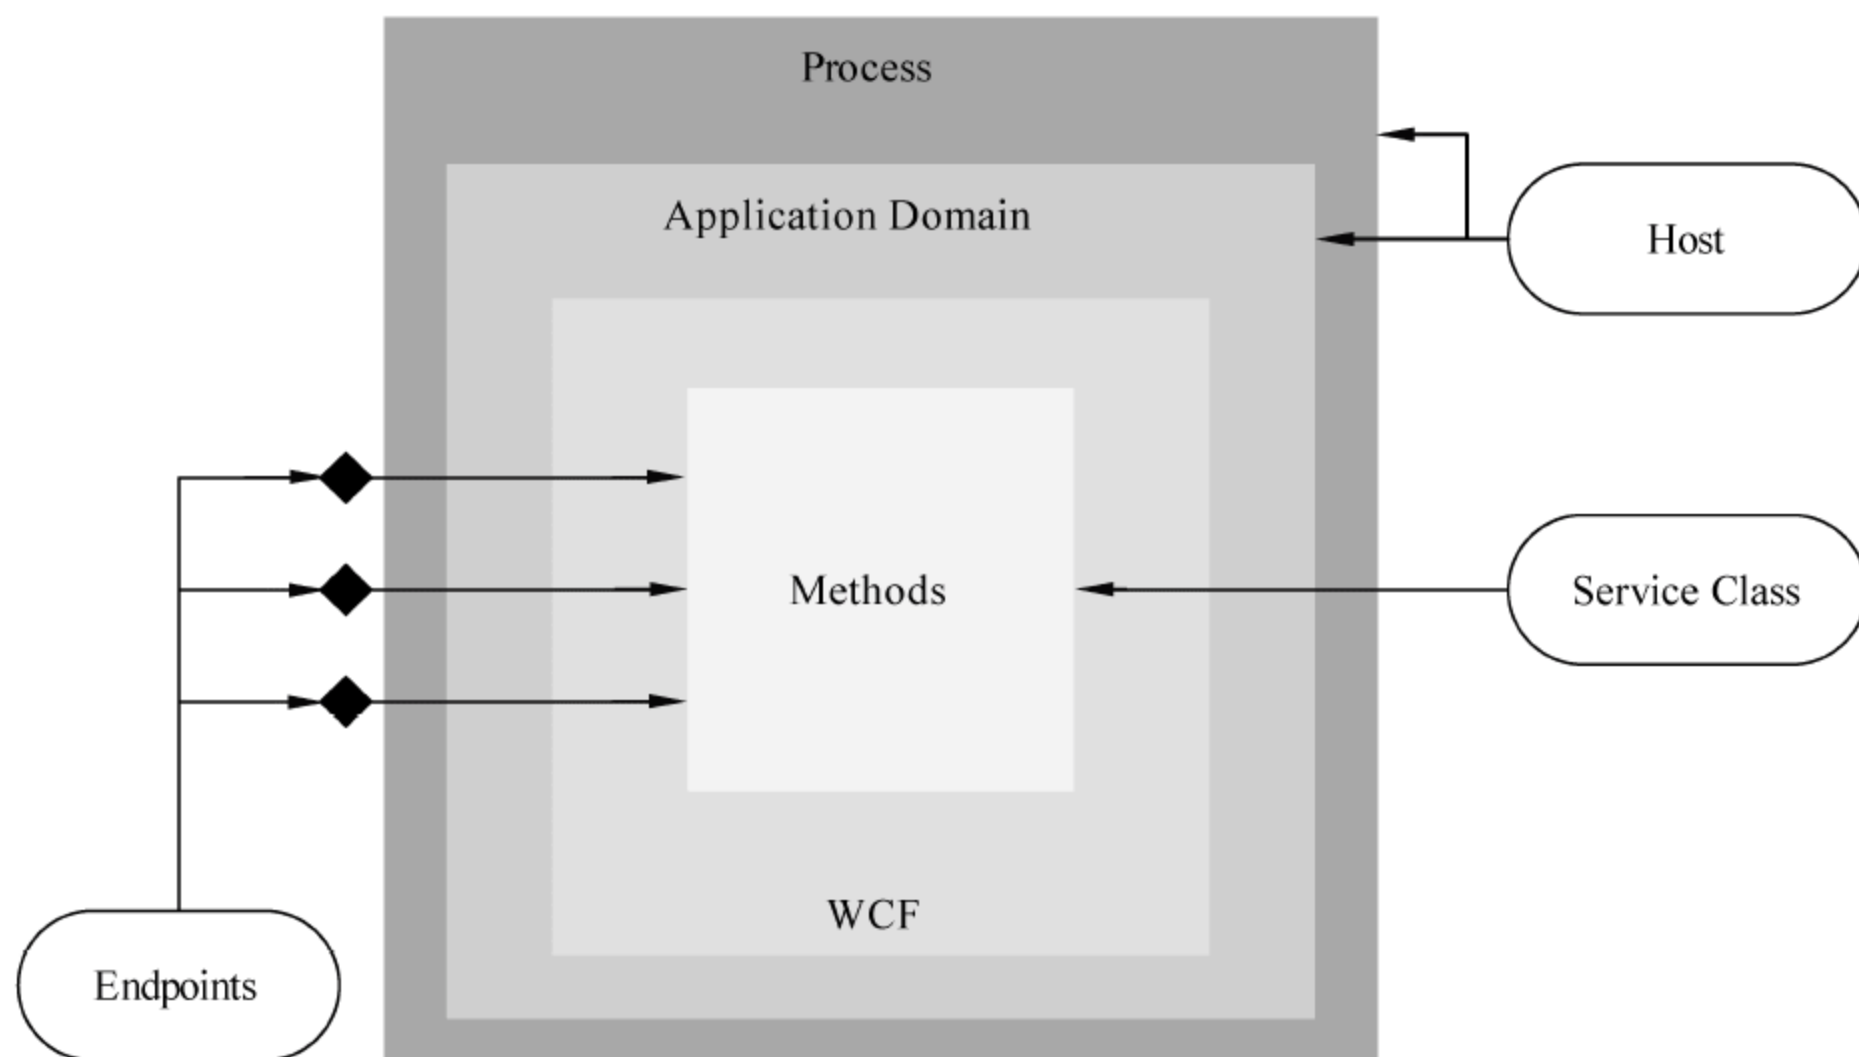 Process
Application Domain
Host
Methods
Service Class
WCF
Endpoints